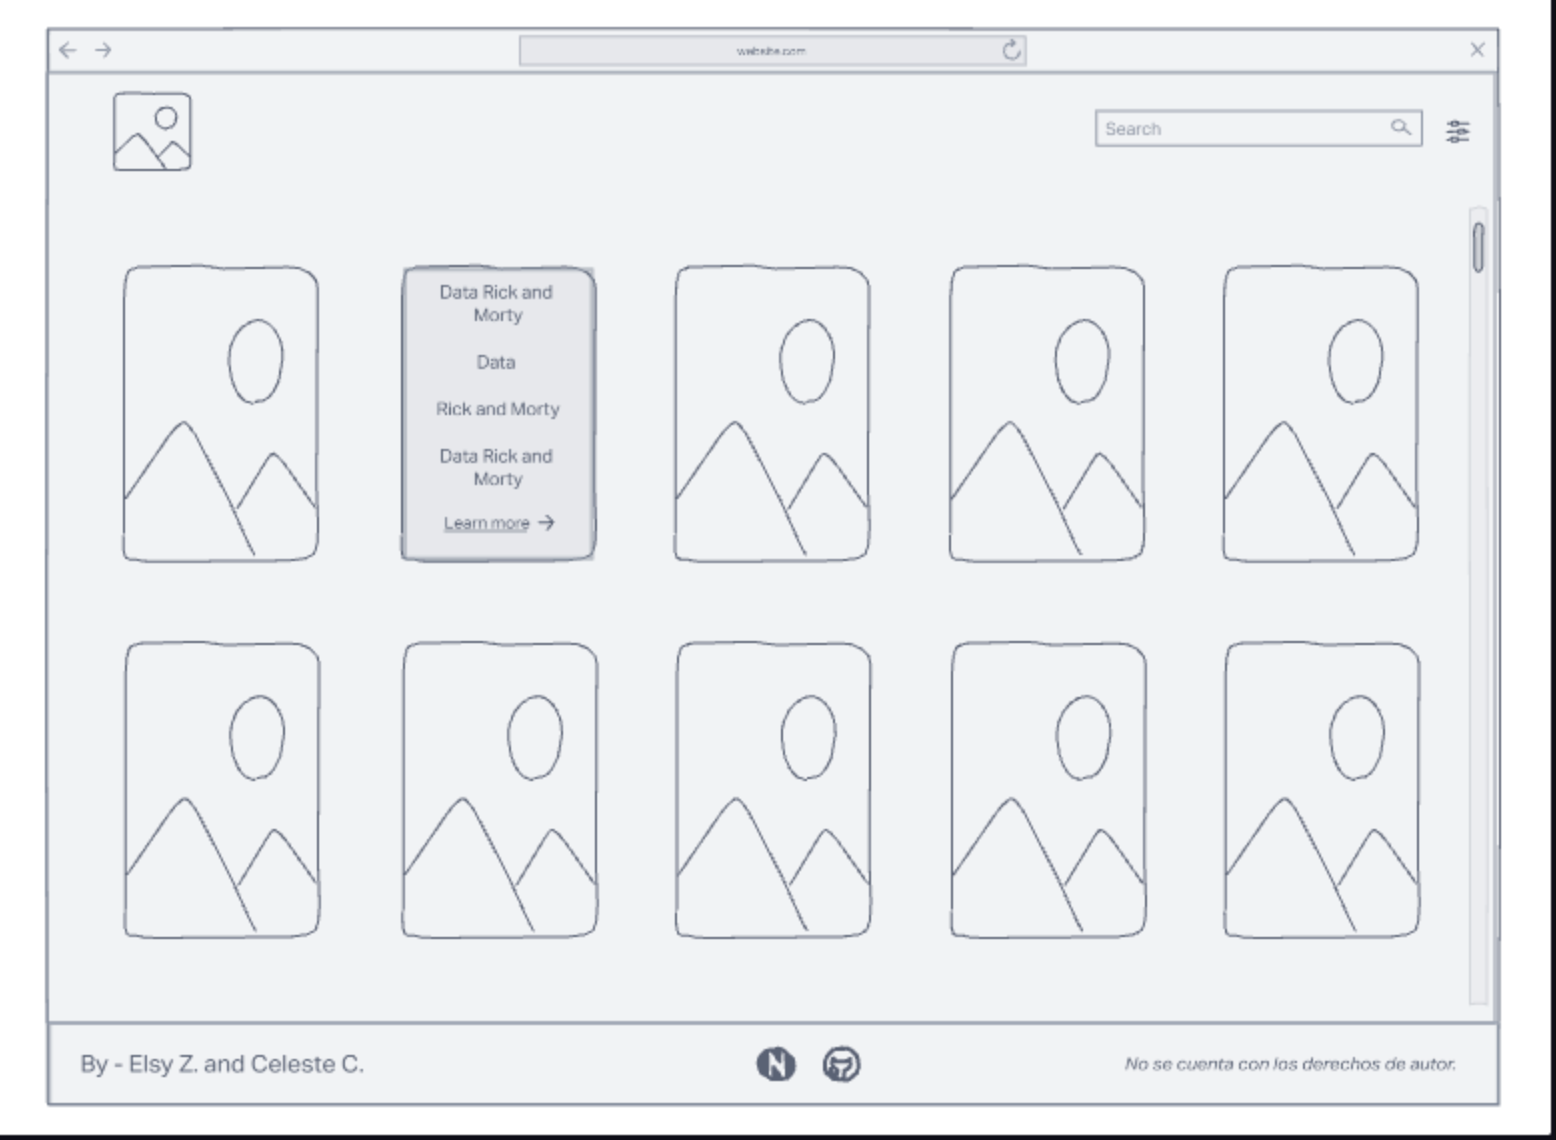 website.com
Search
Data Rick and
Morty
Data
Rick and Morty
Data Rick and
Morty
Learn more
By - Elsy Z. and Celeste C.
N
No se cuenta con los derechos de autor.